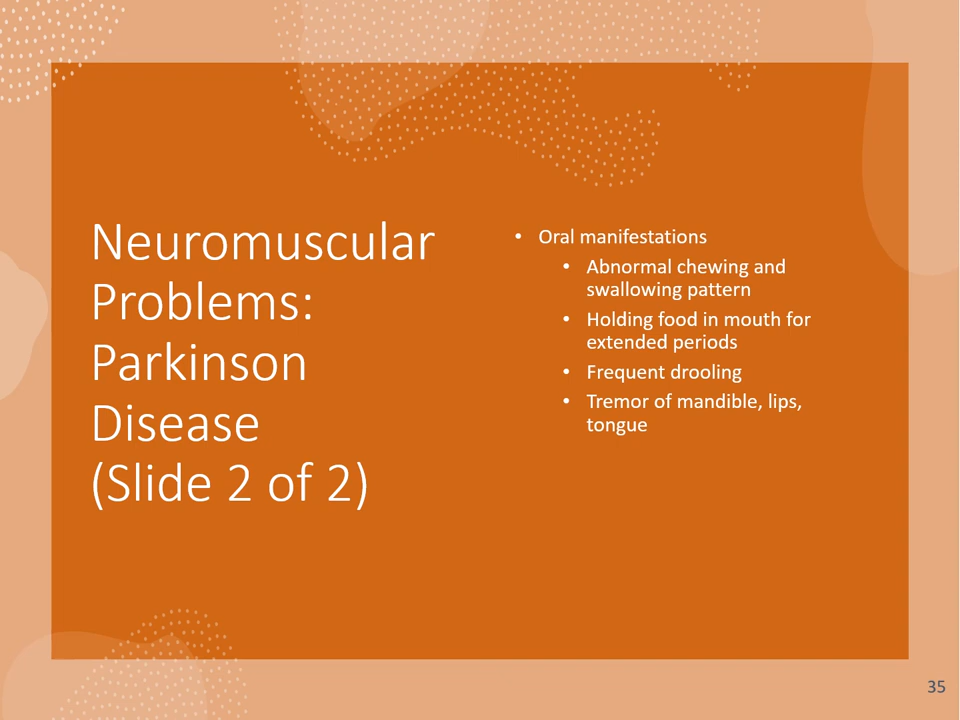 Neuromuscular
Problems:
Parkinson
Disease
(Slide 2 of 2)
• Oral manifestations
• Abnormal chewing and
swallowing pattern
• Holding food in mouth for
extended periods
• Frequent drooling
• Tremor of mandible, lips,
tongue
35